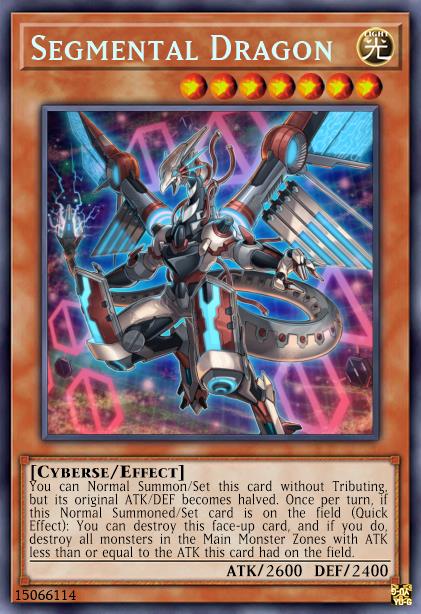 SEGMENTAL DRAGON
LIGHT
光
[CYBERSE/EFFECT]
You can Normal Summon/Set this card without Tributing,
but its original ATK/DEF becomes halved. Once per turn, if
this Normal Summoned/Set card is on the field (Quick
Effect): You can destroy this face-up card, and if you do,
destroy all monsters in the Main Monster Zones with ATK
less than or equal to the ATK this card had on the field.
ATK/2600 DEF/2400
15066114